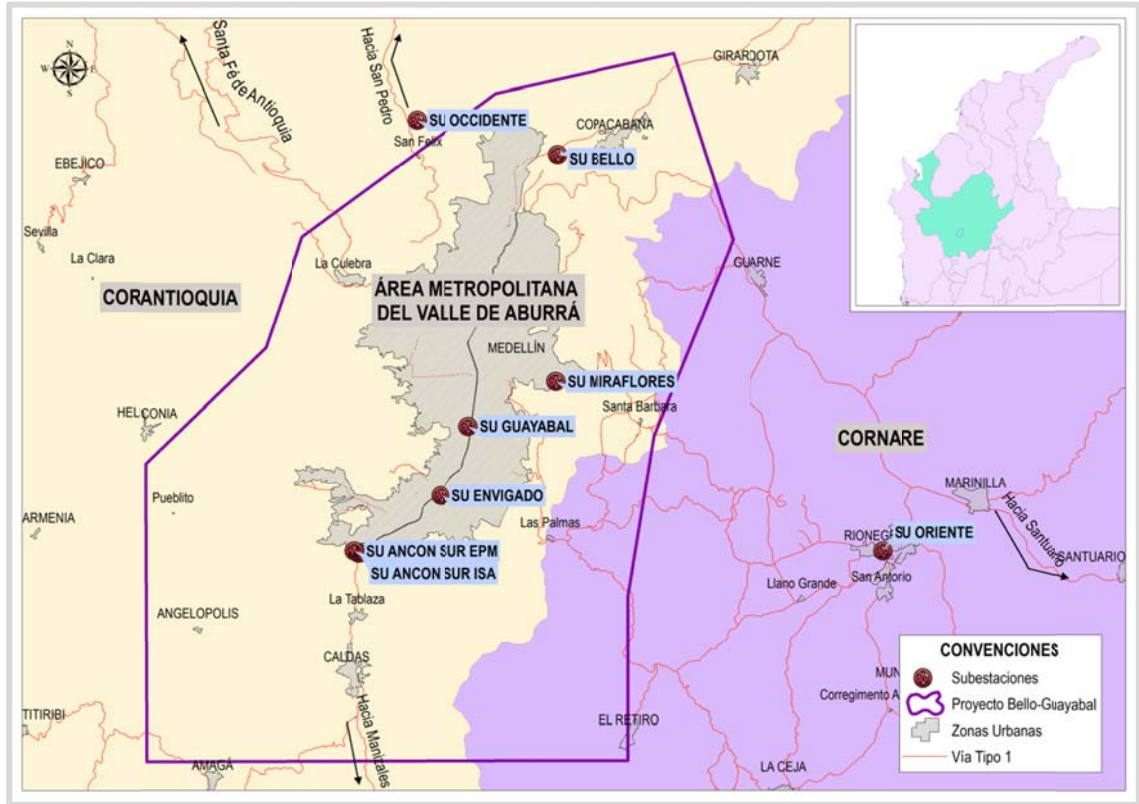 N
W
E
S
Santa Fé de Antioquia
Hacia San Pedro
GIRARDOTA
SU OCCIDENTE
San Felix
COPACABANA
SU BELLO
EBEJICO
Sevilla
La Clara
La Culebra
GUARNE
CORANTIOQUIA
ÁREA METROPOLITANA
DEL VALLE DE ABURRÁ
MEDELLÍN
SU MIRAFLORES
Santa Barbara
HELICONIA
SU GUAYABAL
CORNARE
MARINILLA
Hacia Santuario
SU ENVIGADO
Pueblito
ARMENIA
Las Palmas
RIONEG
SU ORIENTE
SANTUARIO
SU ANCON SUR EPM
SU ANCON SUR ISA
San Antonio
Llano Grande
La Tablaza
ANGELOPOLIS
CALDAS
Hacia Manizales
MUN
Corregimento A
TITIRIBI
EL RETIRO
AMAGÁ
LA CEJA
CONVENCIONES
Subestaciones
Proyecto Bello-Guayabal
Zonas Urbanas
Vía Tipo 1